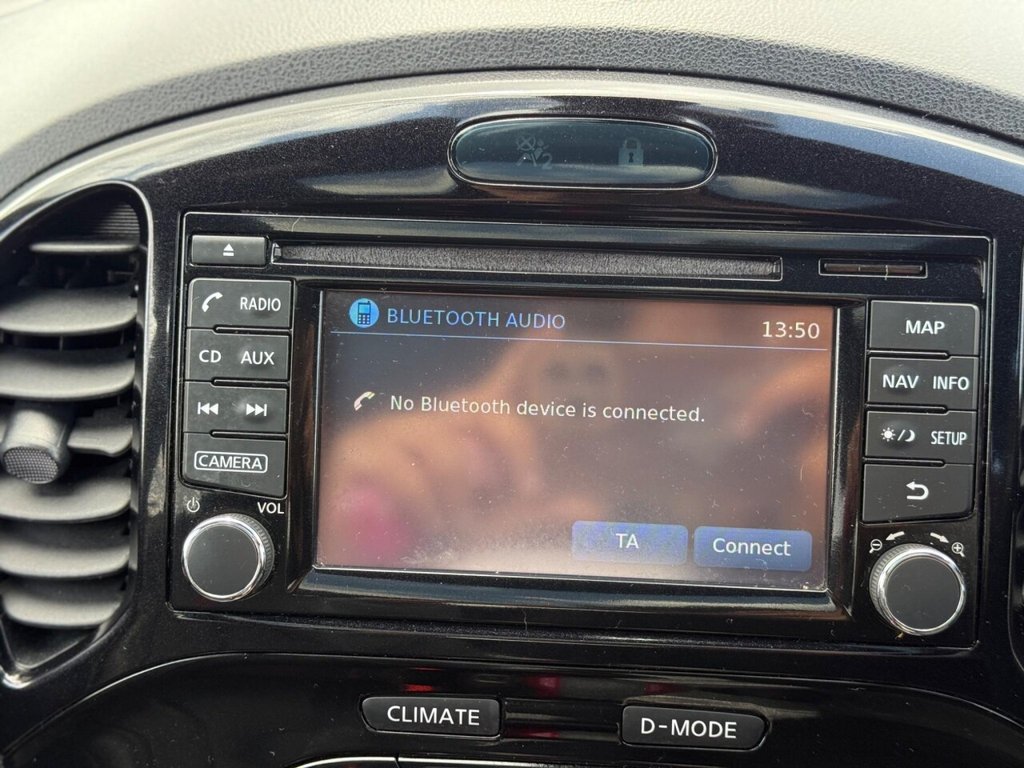 2
RADIO
CD AUX
CAMERA
VOL
BLUETOOTH AUDIO
13:50
No Bluetooth device is connected.
TA
Connect
MAP
NAV INFO
SETUP
CLIMATE
D-MODE